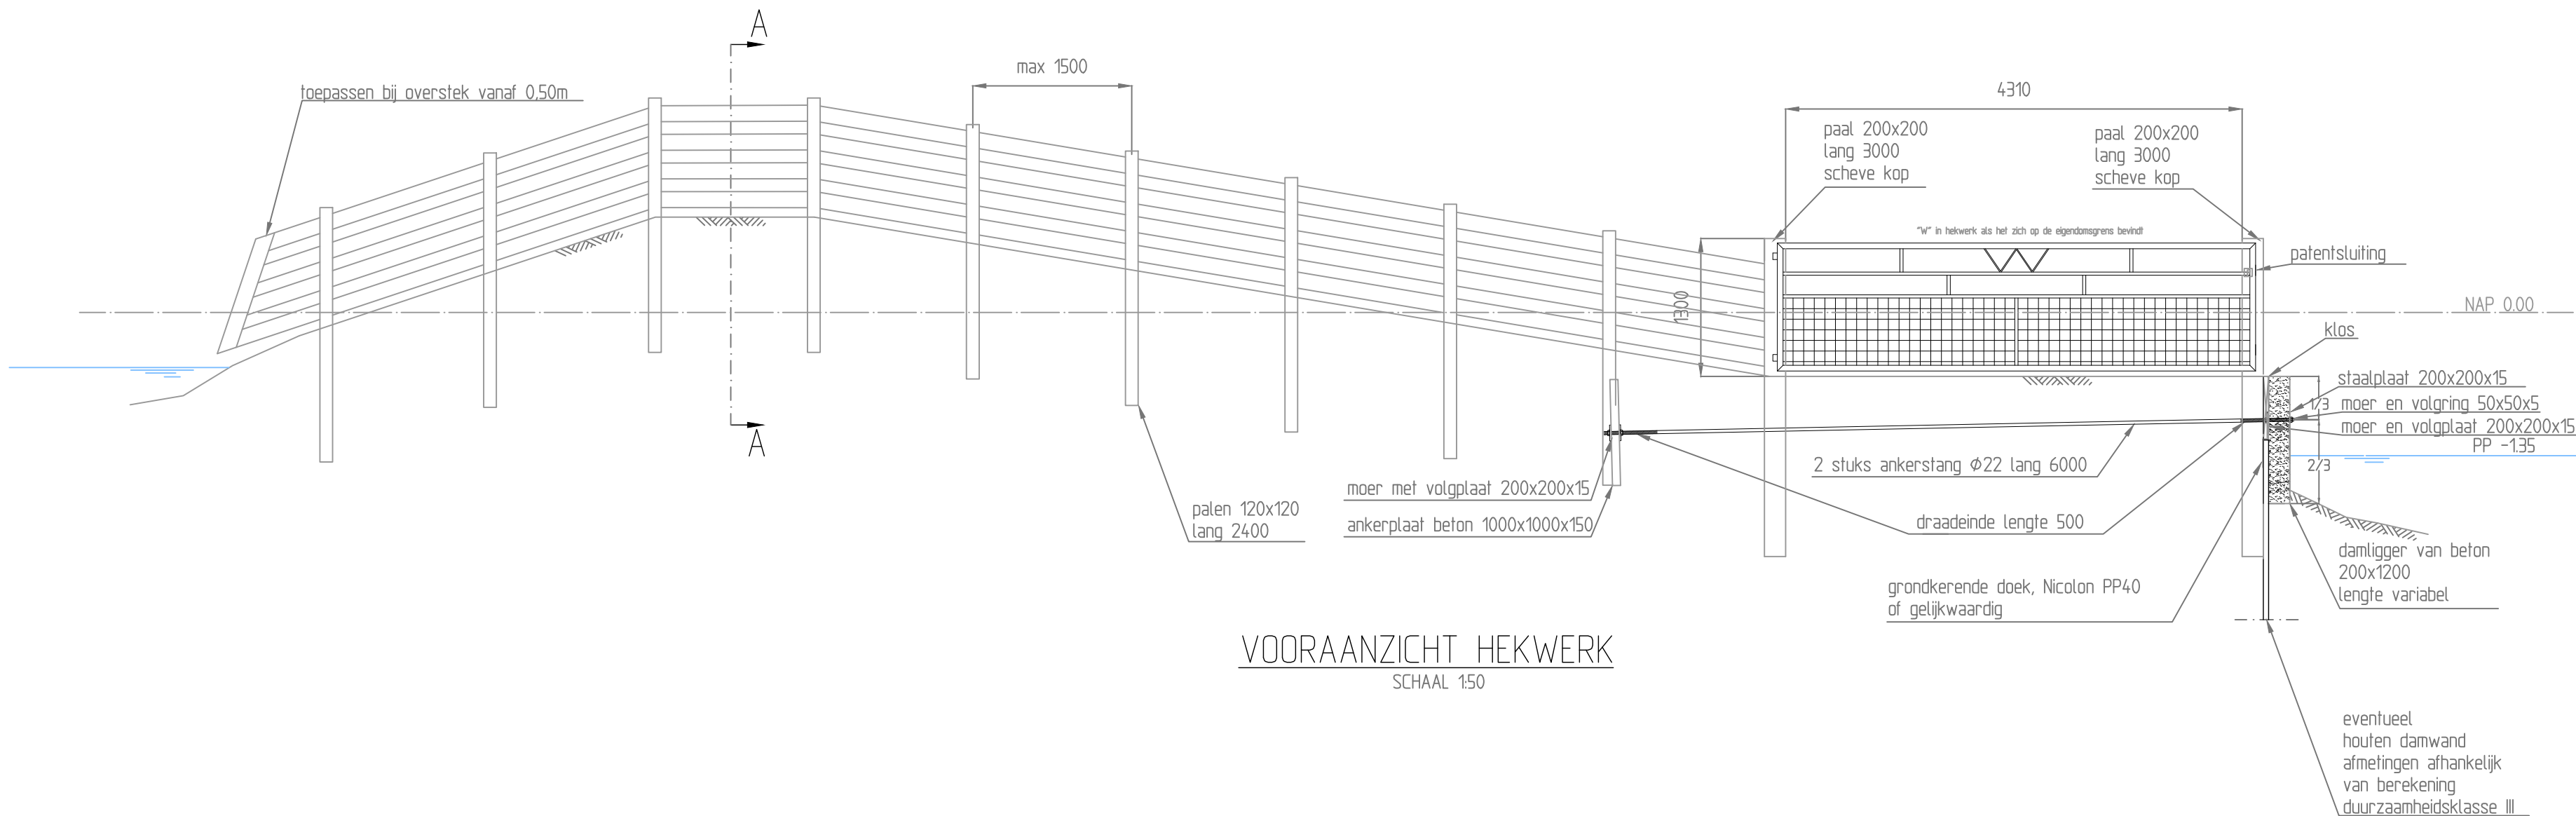 A
toepassen bij overstek vanaf 0,50m
max 1500
4310
paal 200x200
lang 3000
scheve kop
paal 200x200
lang 3000
scheve kop
"W" in hekwerk als het zich op de eigendomsgrens bevindt
patentsluiting
1300
NAP 0.00
klos
staalplaat 200x200x15
1/3
moer en volgring 50x50x5
moer en volgplaat 200x200x15
PP -1.35
2/3
A
2 stuks ankerstang Ø22 lang 6000
moer met volgplaat 200x200x15
palen 120x120
lang 2400
ankerplaat beton 1000x1000x150
draadeinde lengte 500
damligger van beton
200x1200
lengte variabel
grondkerende doek, Nicolon PP40
of gelijkwaardig
VOORAANZICHT HEKWERK
SCHAAL 1:50
eventueel
houten damwand
afmetingen afhankelijk
van berekening
duurzaamheidsklasse III